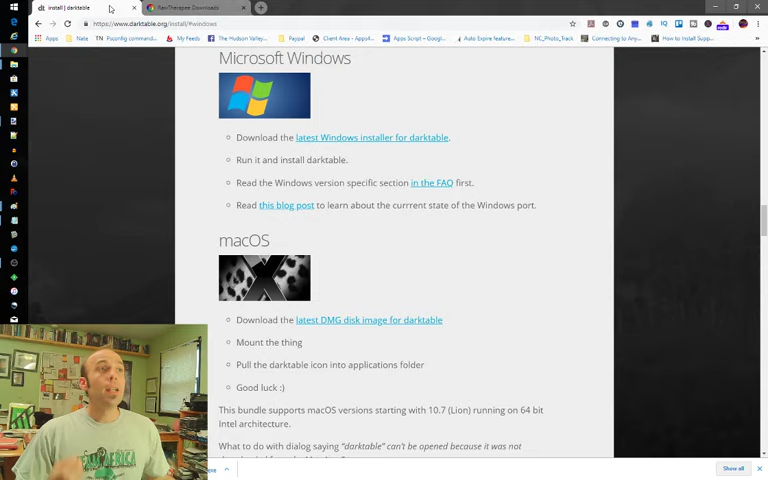 install | darktable
RawTherapee Downloads
https://www.darktable.org/install/#windows
Apps
Nate
Psconfig command...
My Feeds
The Hudson Valley...
Paypal
Client Area - Apps4...
Apps Script – Googl...
Auto Expire feature...
NC_Photo_Track
Connecting to Any...
How to Install Supp...
Microsoft Windows
Download the latest Windows installer for darktable.
Run it and install darktable.
Read the Windows version specific section in the FAQ first.
Read this blog post to learn about the currrent state of the Windows port.
macOS
Download the latest DMG disk image for darktable
Mount the thing
Pull the darktable icon into applications folder
Good luck :)
This bundle supports macOS versions starting with 10.7 (Lion) running on 64 bit
Intel architecture.
What to do with dialog saying "darktable" can't be opened because it was not
Show all